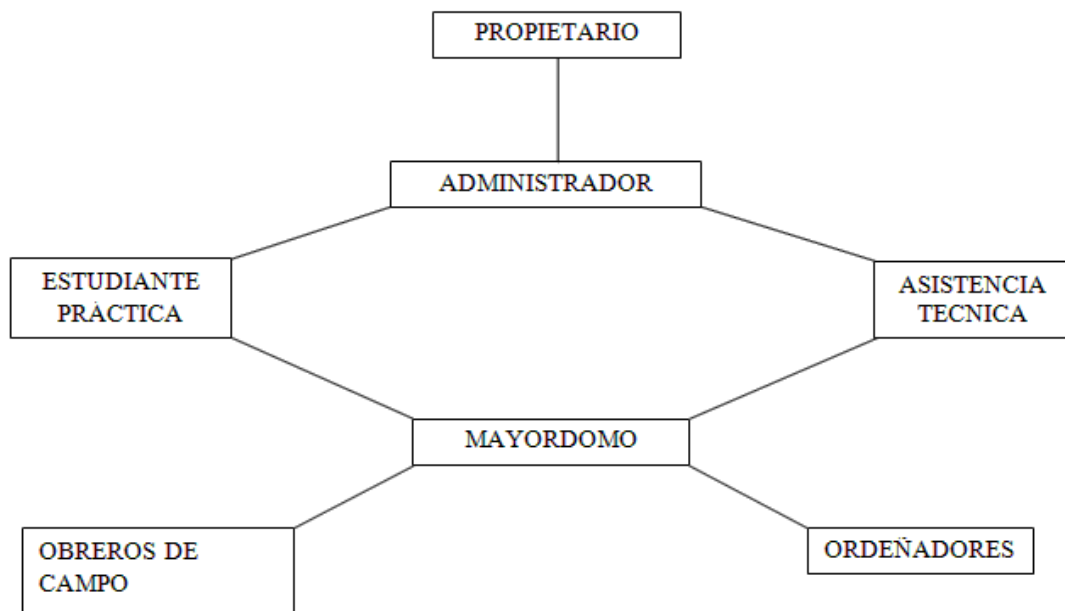 PROPIETARIO
ADMINISTRADOR
ESTUDIANTE
PRÁCTICA
ASISTENCIA
TECNICA
MAYORDOMO
OBREROS DE
CAMPO
ORDEÑADORES